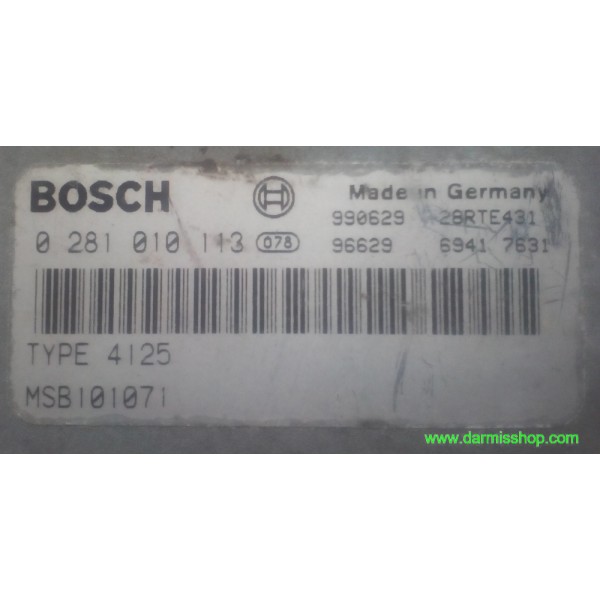 BOSCH
Made in Germany
990629 28RTE431
0 281 010 113 078 96629 6941 7631
TYPE 4125
MSB101071
www.darmisshop.com